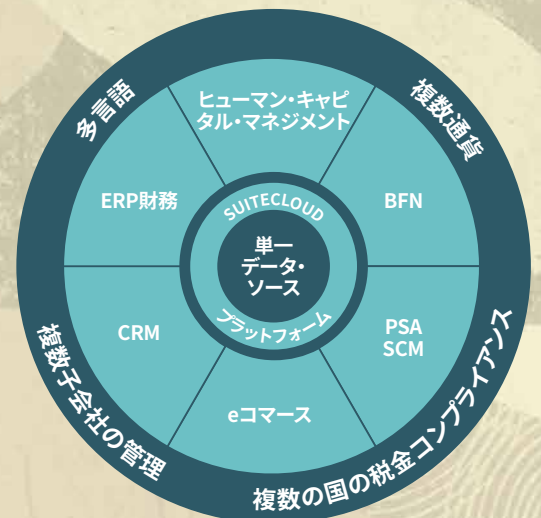 多言語
複数通貨
ヒューマン・キャピ
タル・マネジメント
ERP財務
BFN
SUITECLOUD
単一
データ・
ソース
プラットフォーム
CRM
PSA
SCM
eコマース
複数子会社の管理
複数の国の税金コンプライアンス